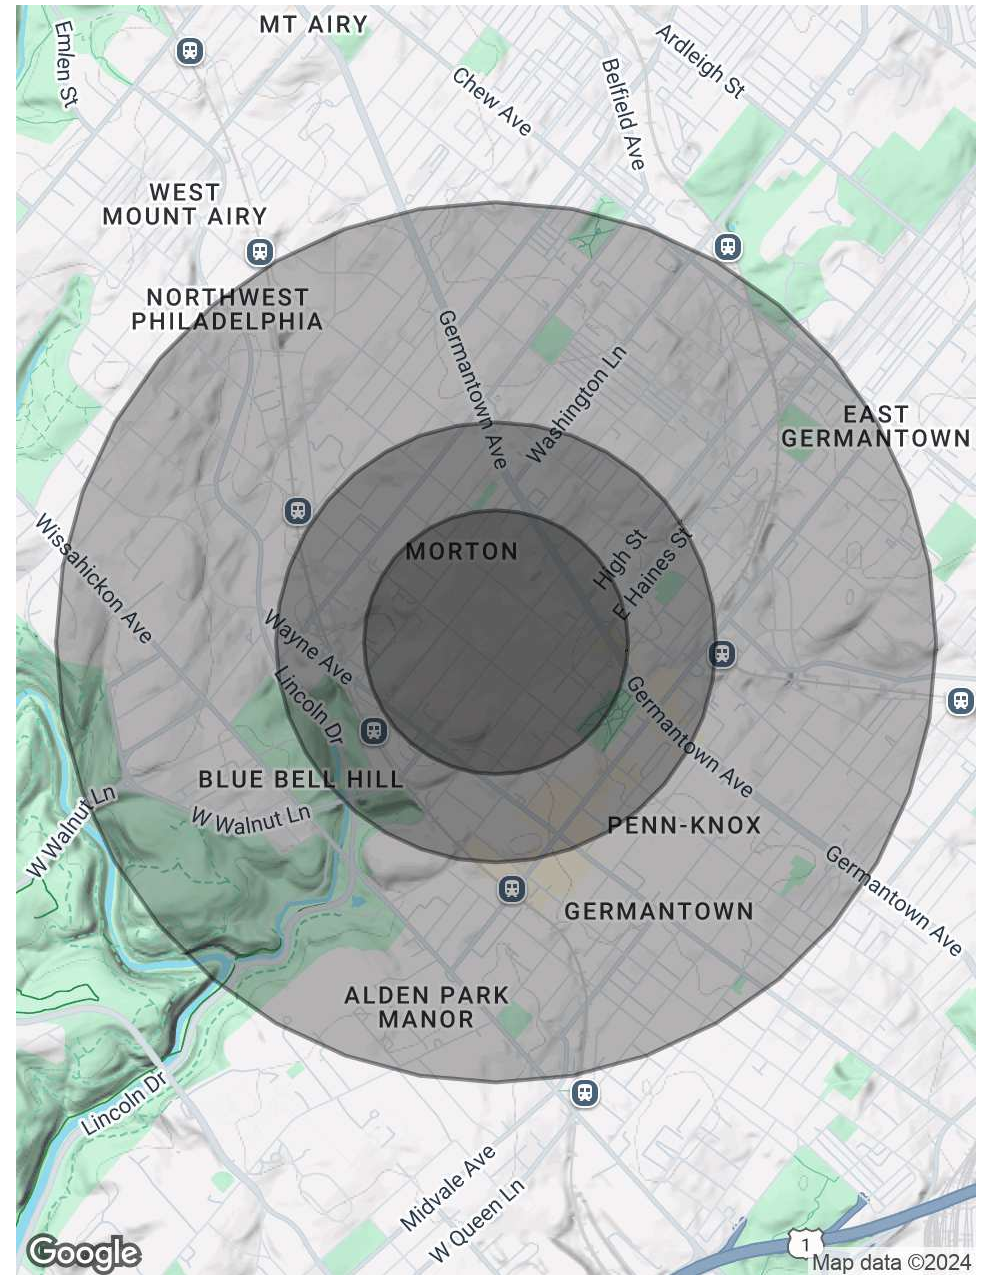 MT AIRY
Emlen St
Ardleigh St
Chew Ave
Belfield Ave
WEST
MOUNT AIRY
NORTHWEST
PHILADELPHIA
Germantown Ave
Washington Ln
EAST
GERMANTOWN
Wissahickon Ave
MORTON
High St
E Haines St
Wayne Ave
Lincoln Dr
Germantown Ave
BLUE BELL HILL
W Walnut Ln
W Walnut Ln
PENN-KNOX
Germantown Ave
GERMANTOWN
ALDEN PARK
MANOR
Lincoln Dr
Midvale Ave
W Queen Ln
1
Google
Map data ©2024